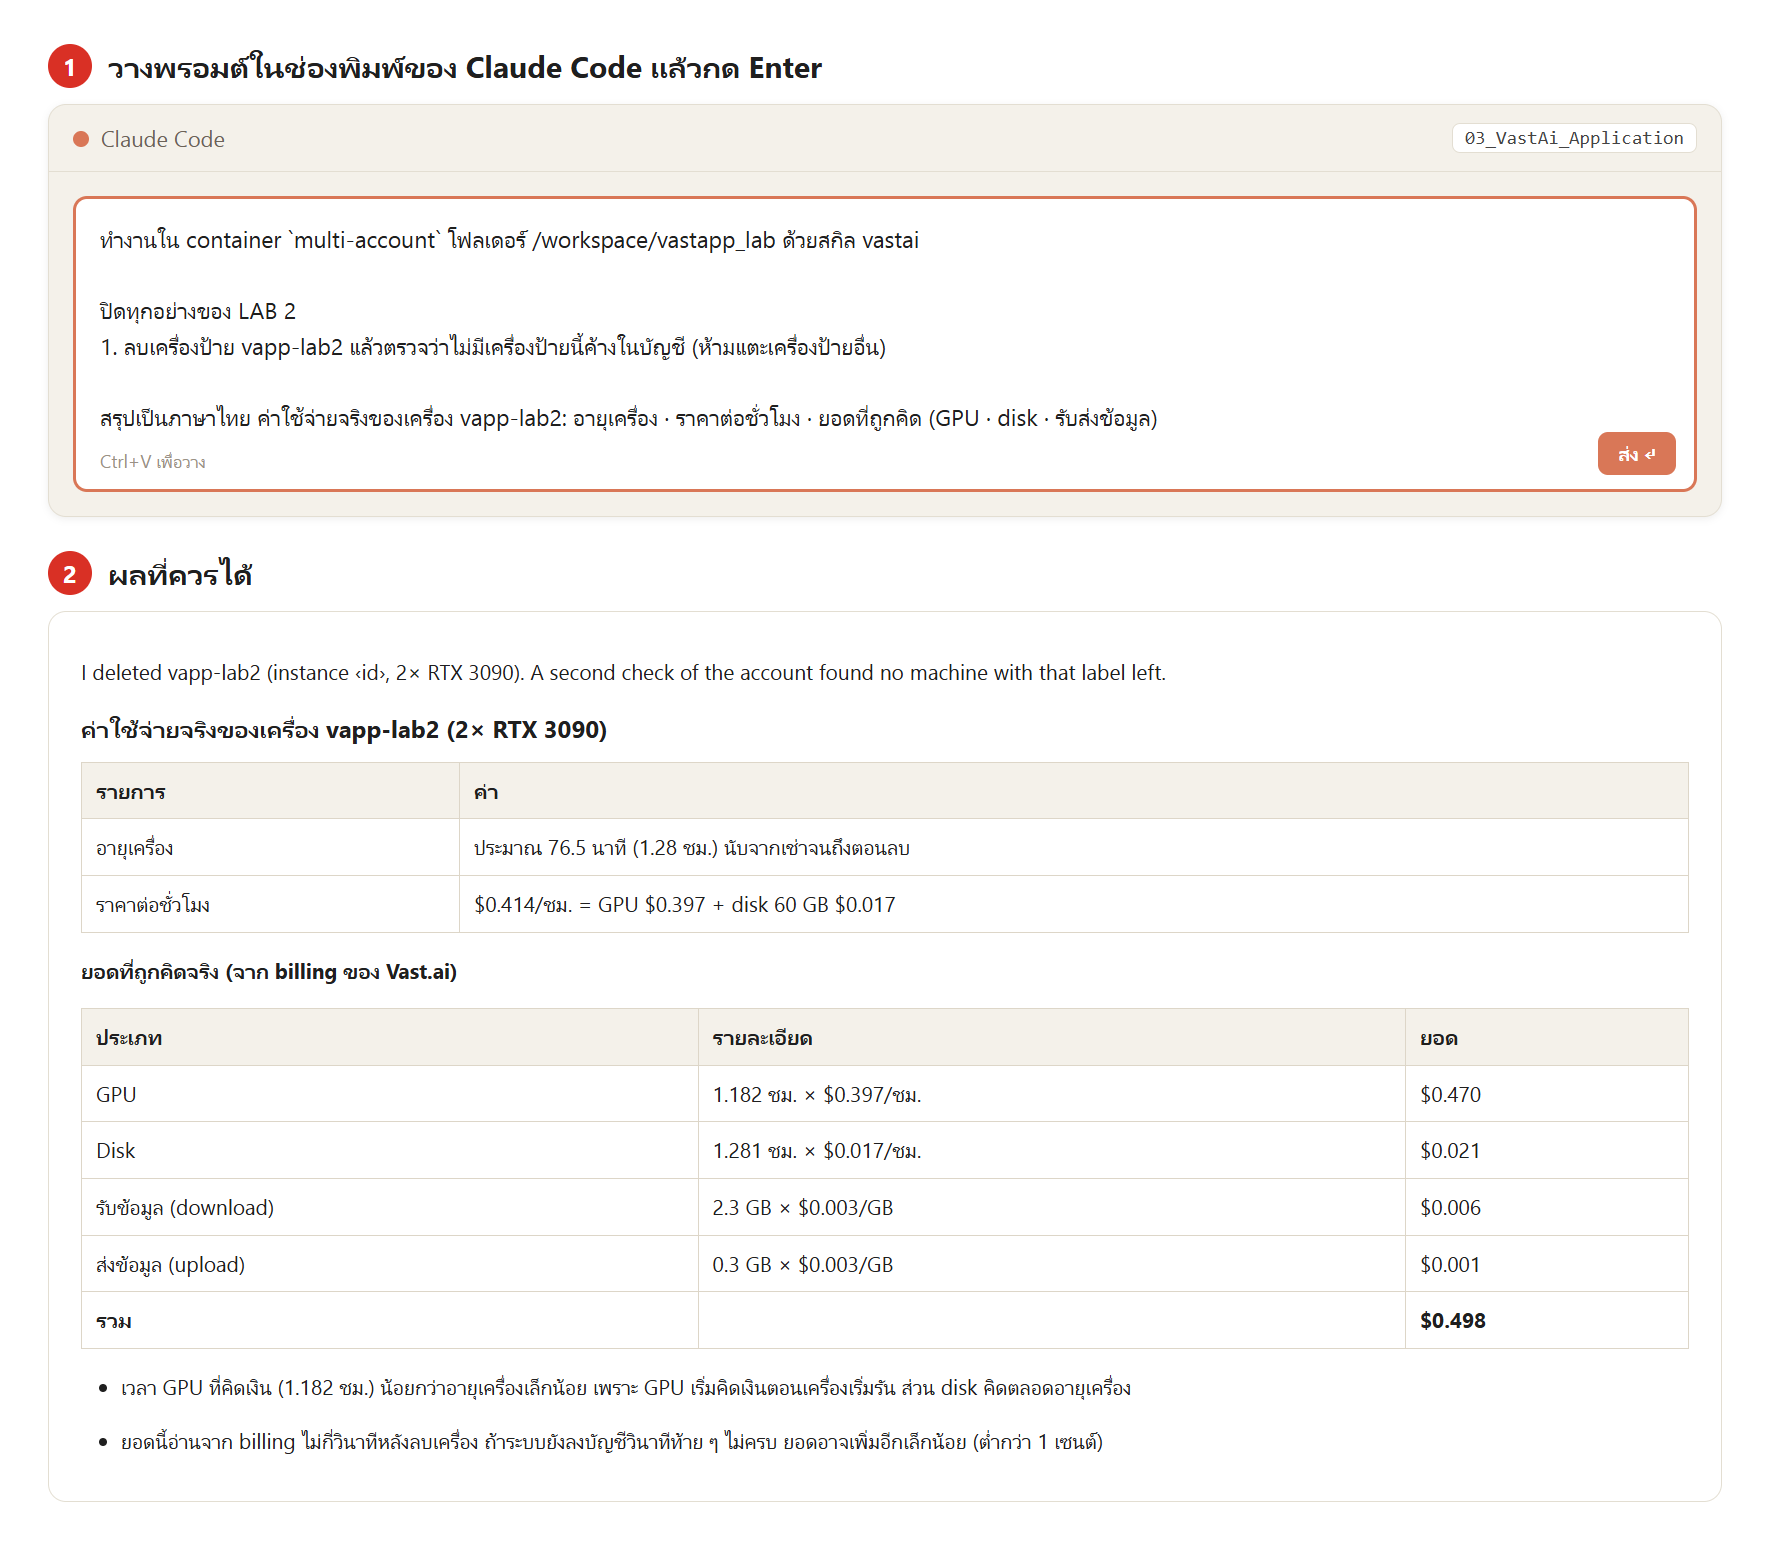 1 วางพรอมต์ในช่องพิมพ์ของ Claude Code แล้วกด Enter
Claude Code
03_VastAi_Application
ทำงานใน container `multi-account` โฟลเดอร์ /workspace/vastapp_lab ด้วยสกิล vastai
ปิดทุกอย่างของ LAB 2
1. ลบเครื่องป้าย vapp-lab2 แล้วตรวจว่าไม่มีเครื่องป้ายนี้ค้างในบัญชี (ห้ามแตะเครื่องป้ายอื่น)
สรุปเป็นภาษาไทย ค่าใช้จ่ายจริงของเครื่อง vapp-lab2: อายุเครื่อง · ราคาต่อชั่วโมง · ยอดที่ถูกคิด (GPU · disk · รับส่งข้อมูล)
Ctrl+V เพื่อวาง
ส่ง ↵
2 ผลที่ควรได้
I deleted vapp-lab2 (instance ‹id›, 2× RTX 3090). A second check of the account found no machine with that label left.
ค่าใช้จ่ายจริงของเครื่อง vapp-lab2 (2× RTX 3090)
รายการ ค่า
อายุเครื่อง ประมาณ 76.5 นาที (1.28 ชม.) นับจากเช่าจนถึงตอนลบ
ราคาต่อชั่วโมง $0.414/ชม. = GPU $0.397 + disk 60 GB $0.017
ยอดที่ถูกคิดจริง (จาก billing ของ Vast.ai)
ประเภท รายละเอียด ยอด
GPU 1.182 ชม. × $0.397/ชม. $0.470
Disk 1.281 ชม. × $0.017/ชม. $0.021
รับข้อมูล (download) 2.3 GB × $0.003/GB $0.006
ส่งข้อมูล (upload) 0.3 GB × $0.003/GB $0.001
รวม $0.498
• เวลา GPU ที่คิดเงิน (1.182 ชม.) น้อยกว่าอายุเครื่องเล็กน้อย เพราะ GPU เริ่มคิดเงินตอนเครื่องเริ่มรัน ส่วน disk คิดตลอดอายุเครื่อง
• ยอดนี้อ่านจาก billing ไม่กี่วินาทีหลังลบเครื่อง ถ้าระบบยังลงบัญชีวินาทีท้าย ๆ ไม่ครบ ยอดอาจเพิ่มอีกเล็กน้อย (ต่ำกว่า 1 เซนต์)